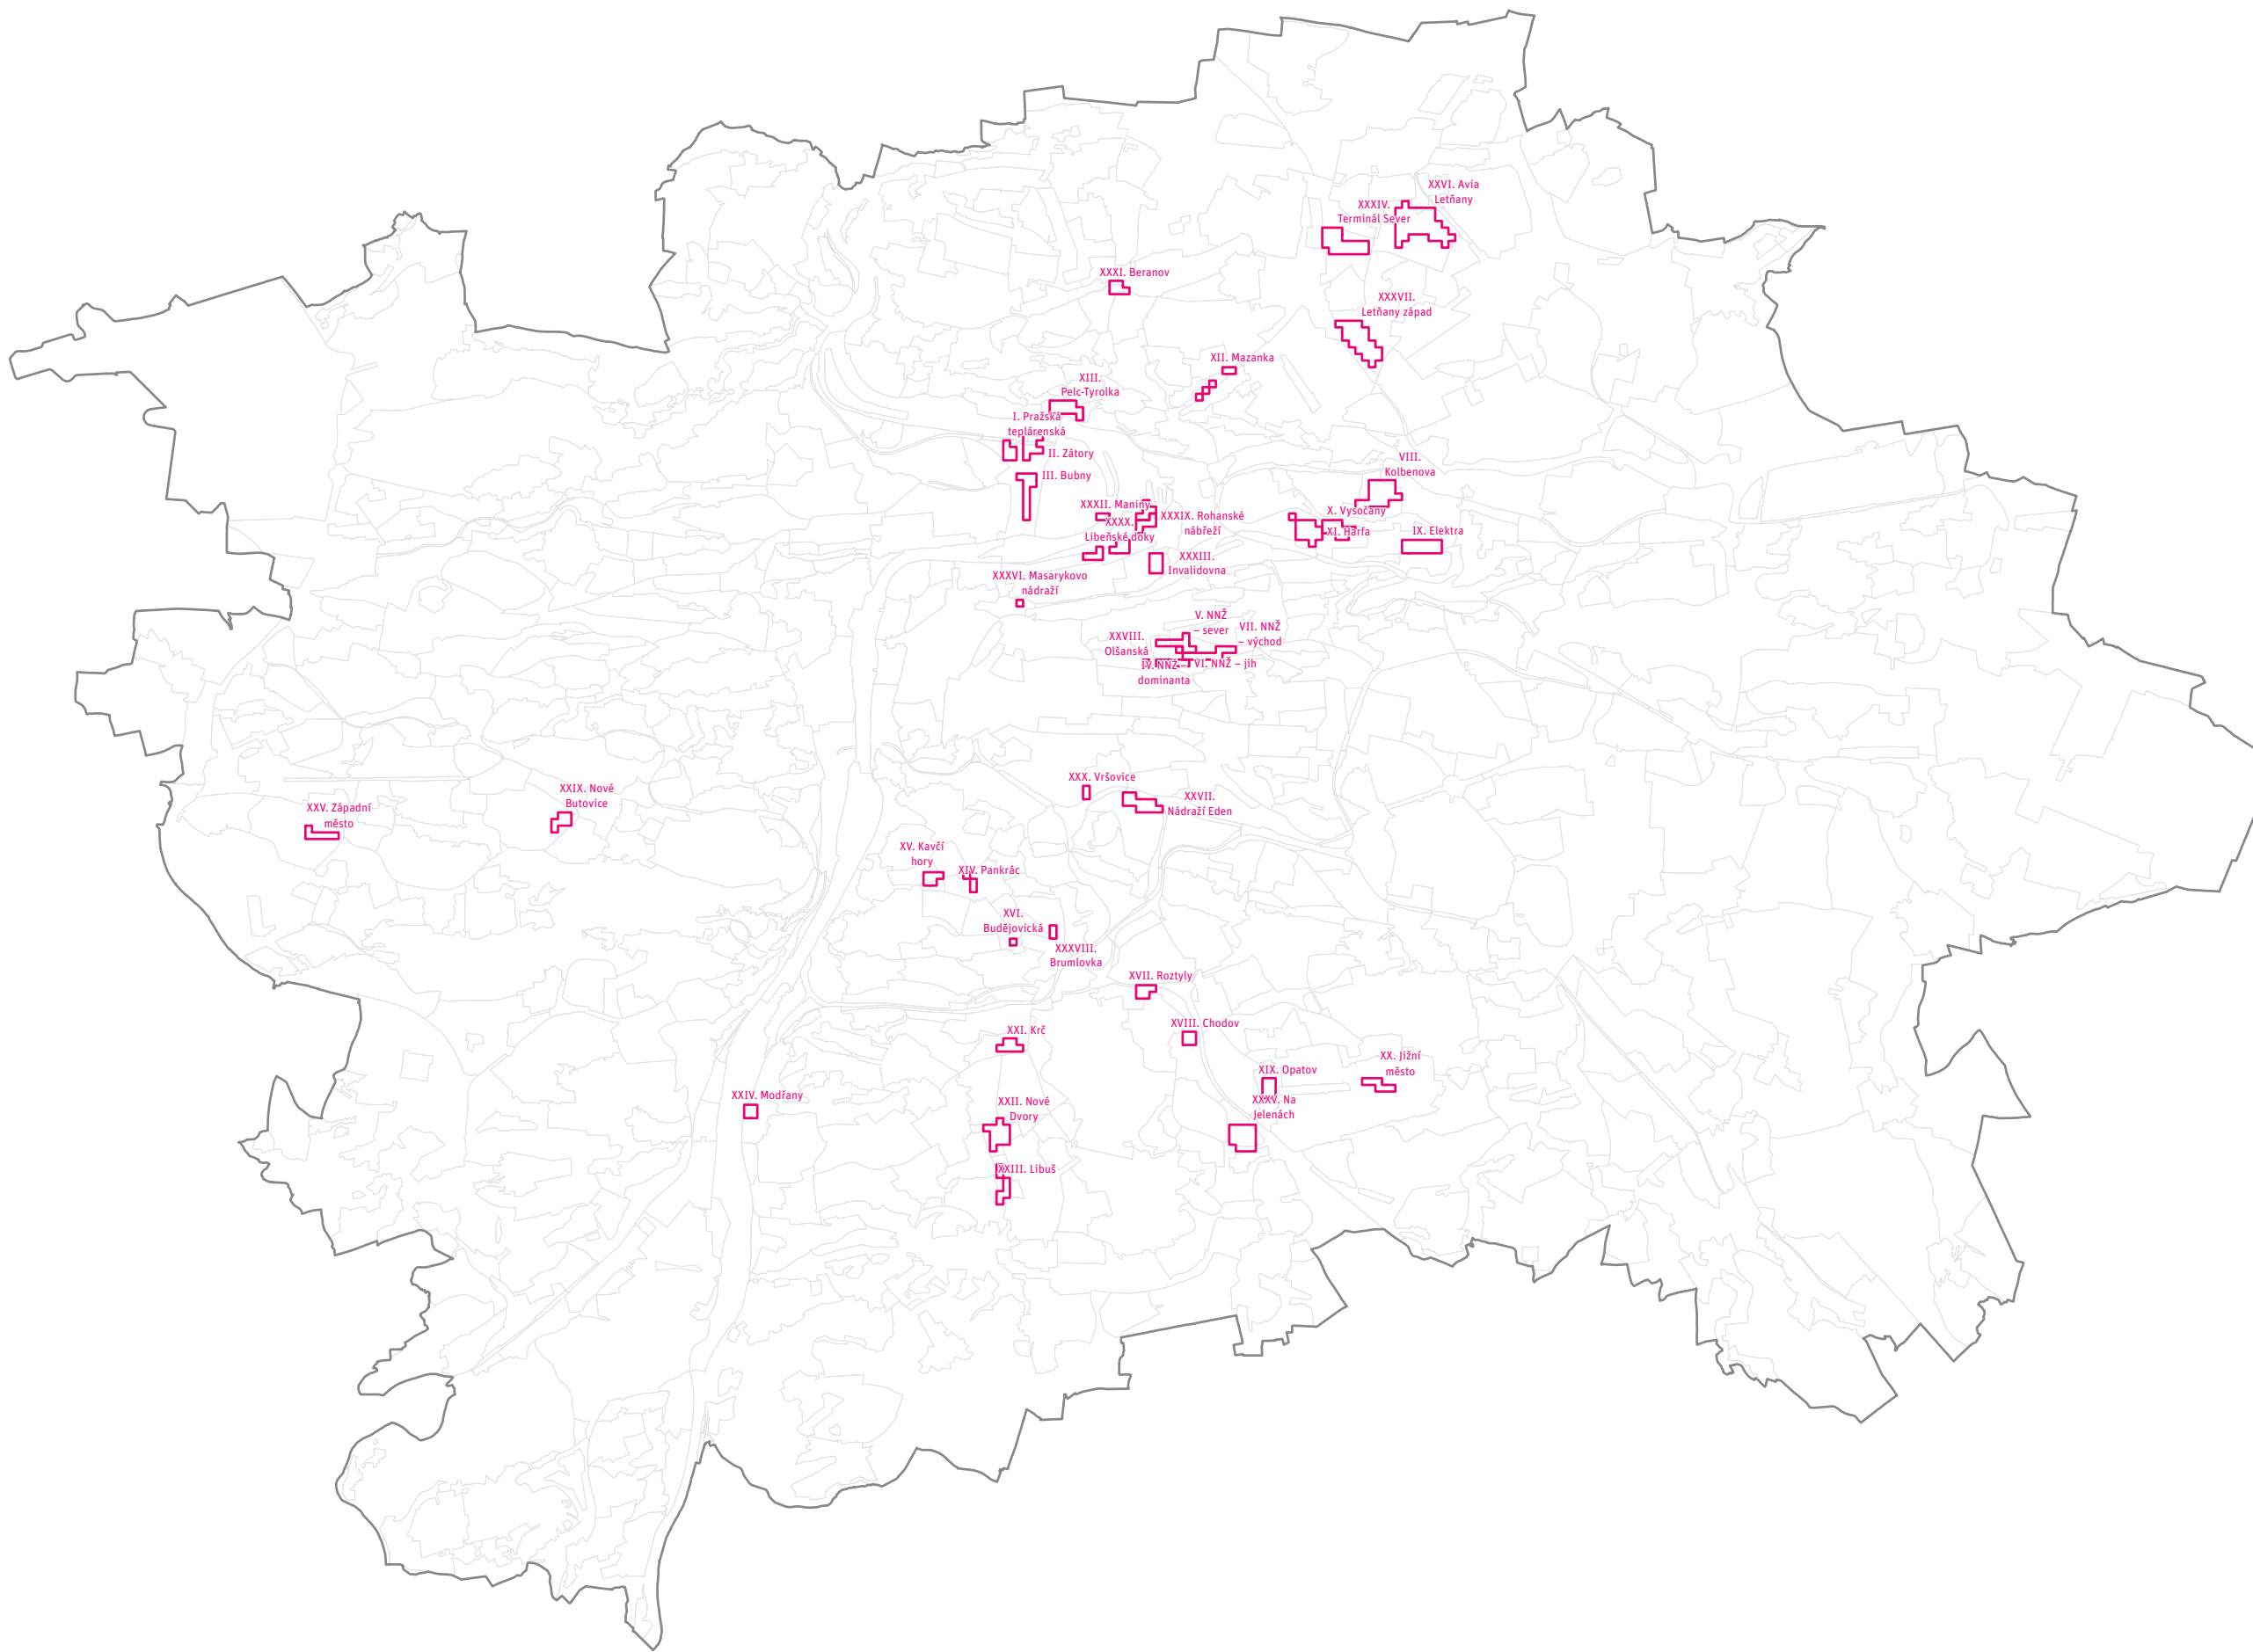 XXVI. Avia
Letňany
XXXIV.
Terminál Sever
XXXI. Beranov
XXXVII.
Letňany západ
XII. Mazanka
XIII.
Pelc-Tyrolka
I. Pražská
teplárenská
II. Zátory
III. Bubny
VIII.
Kolbenova
XXXII. Maniny
XXXX.
Libeňské doky
XXXIX. Rohanské
nábřeží
X. Vysočany
XI. Harfa
IX. Elektra
XXXIII.
Invalidovna
XXXVI. Masarykovo
nádraží
V. NNŽ
– sever
VII. NNŽ
– východ
XXVIII.
Olšanská
IV. NNŽ –
dominanta
VI. NNŽ – jih
XXX. Vršovice
XXVII.
Nádraží Eden
XXIX. Nové
Butovice
XXV. Západní
město
XV. Kavčí
hory
XIV. Pankrác
XVI.
Budějovická
XXXVIII.
Brumlovka
XVII. Roztyly
XVIII. Chodov
XXI. Krč
XX. Jižní
město
XIX. Opatov
XXXV. Na
Jelenách
XXIV. Modřany
XXII. Nové
Dvory
XXIII. Libuš